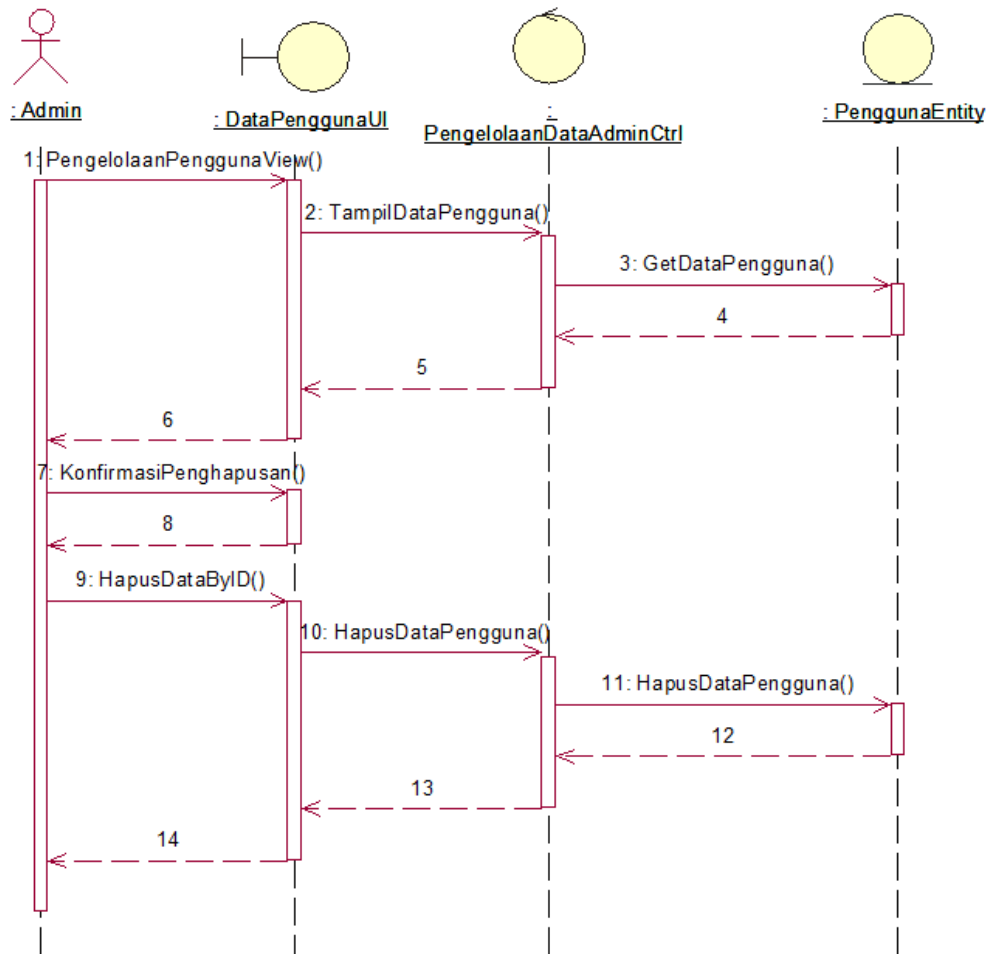 : Admin
: DataPenggunaUI
:
PengelolaanDataAdminCtrl
: PenggunaEntity
1: PengelolaanPenggunaView()
2: TampilDataPengguna()
3: GetDataPengguna()
4
5
6
7: KonfirmasiPenghapusan()
8
9: HapusDataByID()
10: HapusDataPengguna()
11: HapusDataPengguna()
12
13
14